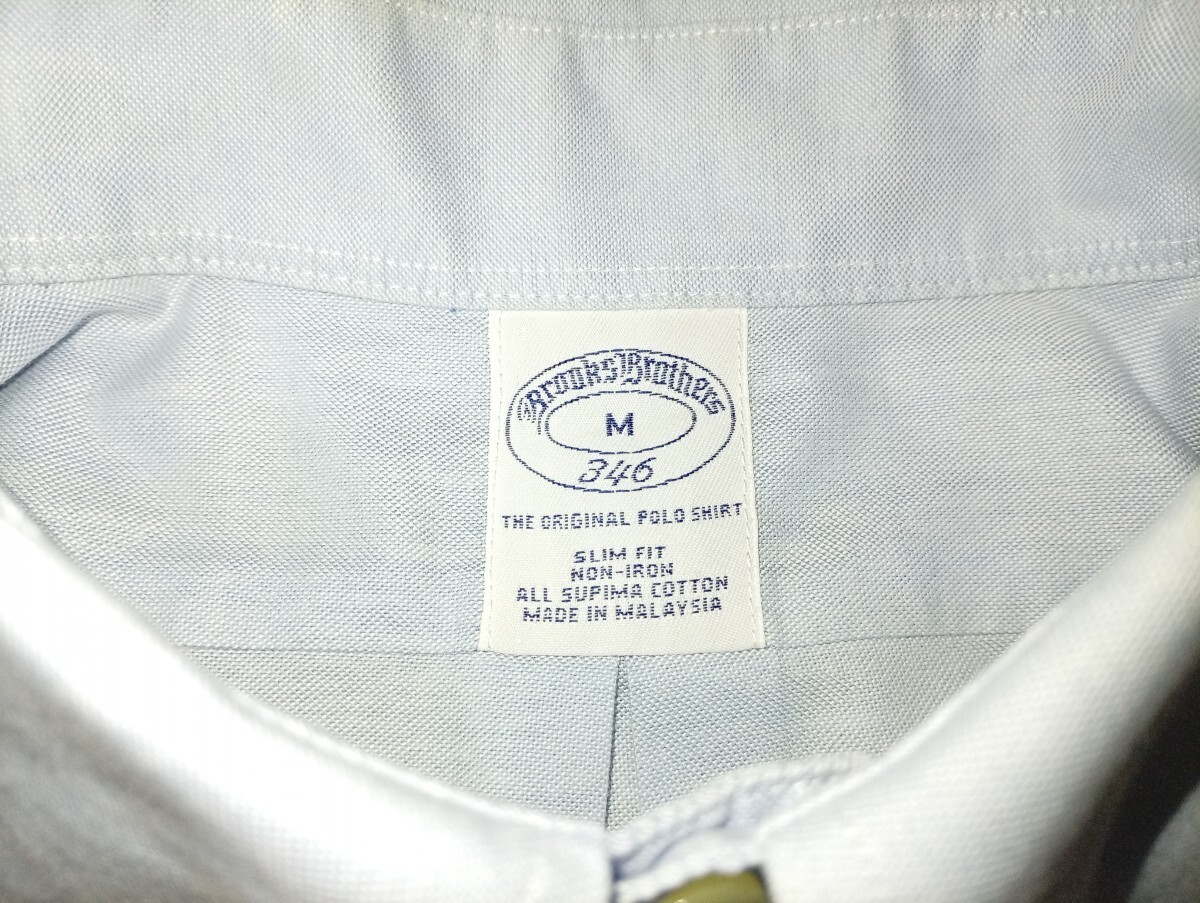 Brooks Brothers
M
346
THE ORIGINAL POLO SHIRT
SLIM FIT
NON-IRON
ALL SUPIMA COTTON
MADE IN MALAYSIA